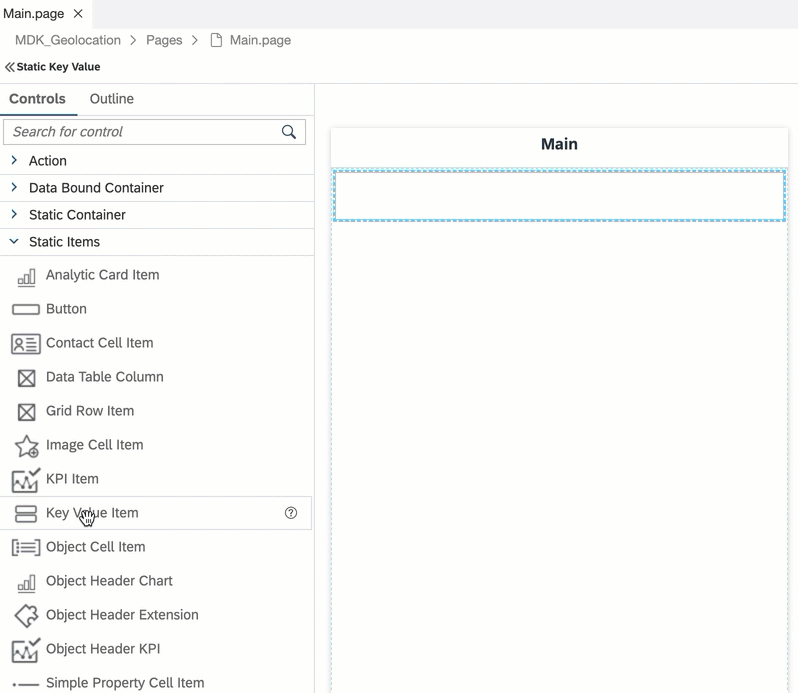 Main.page
MDK_Geolocation > Pages > Main.page
Static Key Value
Controls Outline
Search for control
Action
Data Bound Container
Static Container
Static Items
Analytic Card Item
Button
Contact Cell Item
Data Table Column
Grid Row Item
Image Cell Item
KPI Item
Key Value Item
Object Cell Item
Object Header Chart
Object Header Extension
Object Header KPI
Simple Property Cell Item
Main